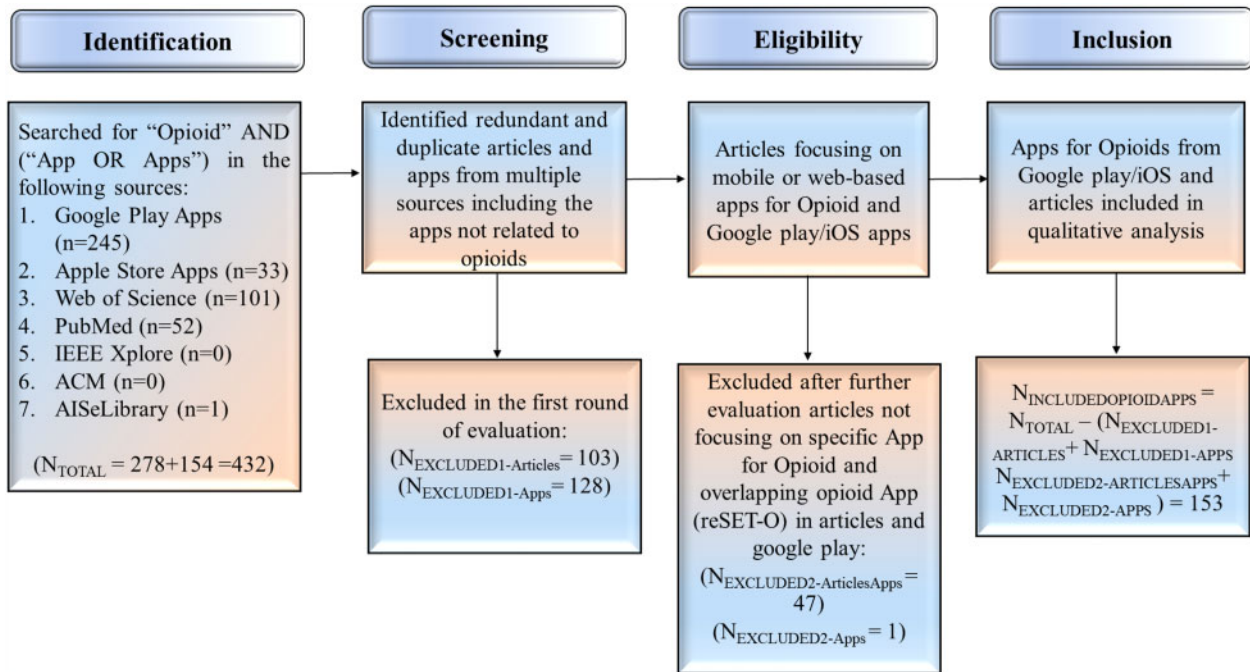 Identification
Screening
Eligibility
Inclusion
Searched for “Opioid” AND
(“App OR Apps”) in the
following sources:
1. Google Play Apps
(n=245)
2. Apple Store Apps (n=33)
3. Web of Science (n=101)
4. PubMed (n=52)
5. IEEE Xplore (n=0)
6. ACM (n=0)
7. AISeLibrary (n=1)
(NTOTAL = 278+154 =432)
Identified redundant and
duplicate articles and
apps from multiple
sources including the
apps not related to
opioids
Excluded in the first round
of evaluation:
(NEXCLUDED1-Articles= 103)
(NEXCLUDED1-Apps= 128)
Articles focusing on
mobile or web-based
apps for Opioid and
Google play/iOS apps
Excluded after further
evaluation articles not
focusing on specific App
for Opioid and
overlapping opioid App
(reSET-O) in articles and
google play:
(NEXCLUDED2-ArticlesApps=
47)
(NEXCLUDED2-Apps= 1)
Apps for Opioids from
Google play/iOS and
articles included in
qualitative analysis
NINCLUDEDOPIOIDAPPS =
NTOTAL – (NEXCLUDED1-
ARTICLES+ NEXCLUDED1-APPS
NEXCLUDED2-ARTICLESAPPS+
NEXCLUDED2-APPS ) = 153